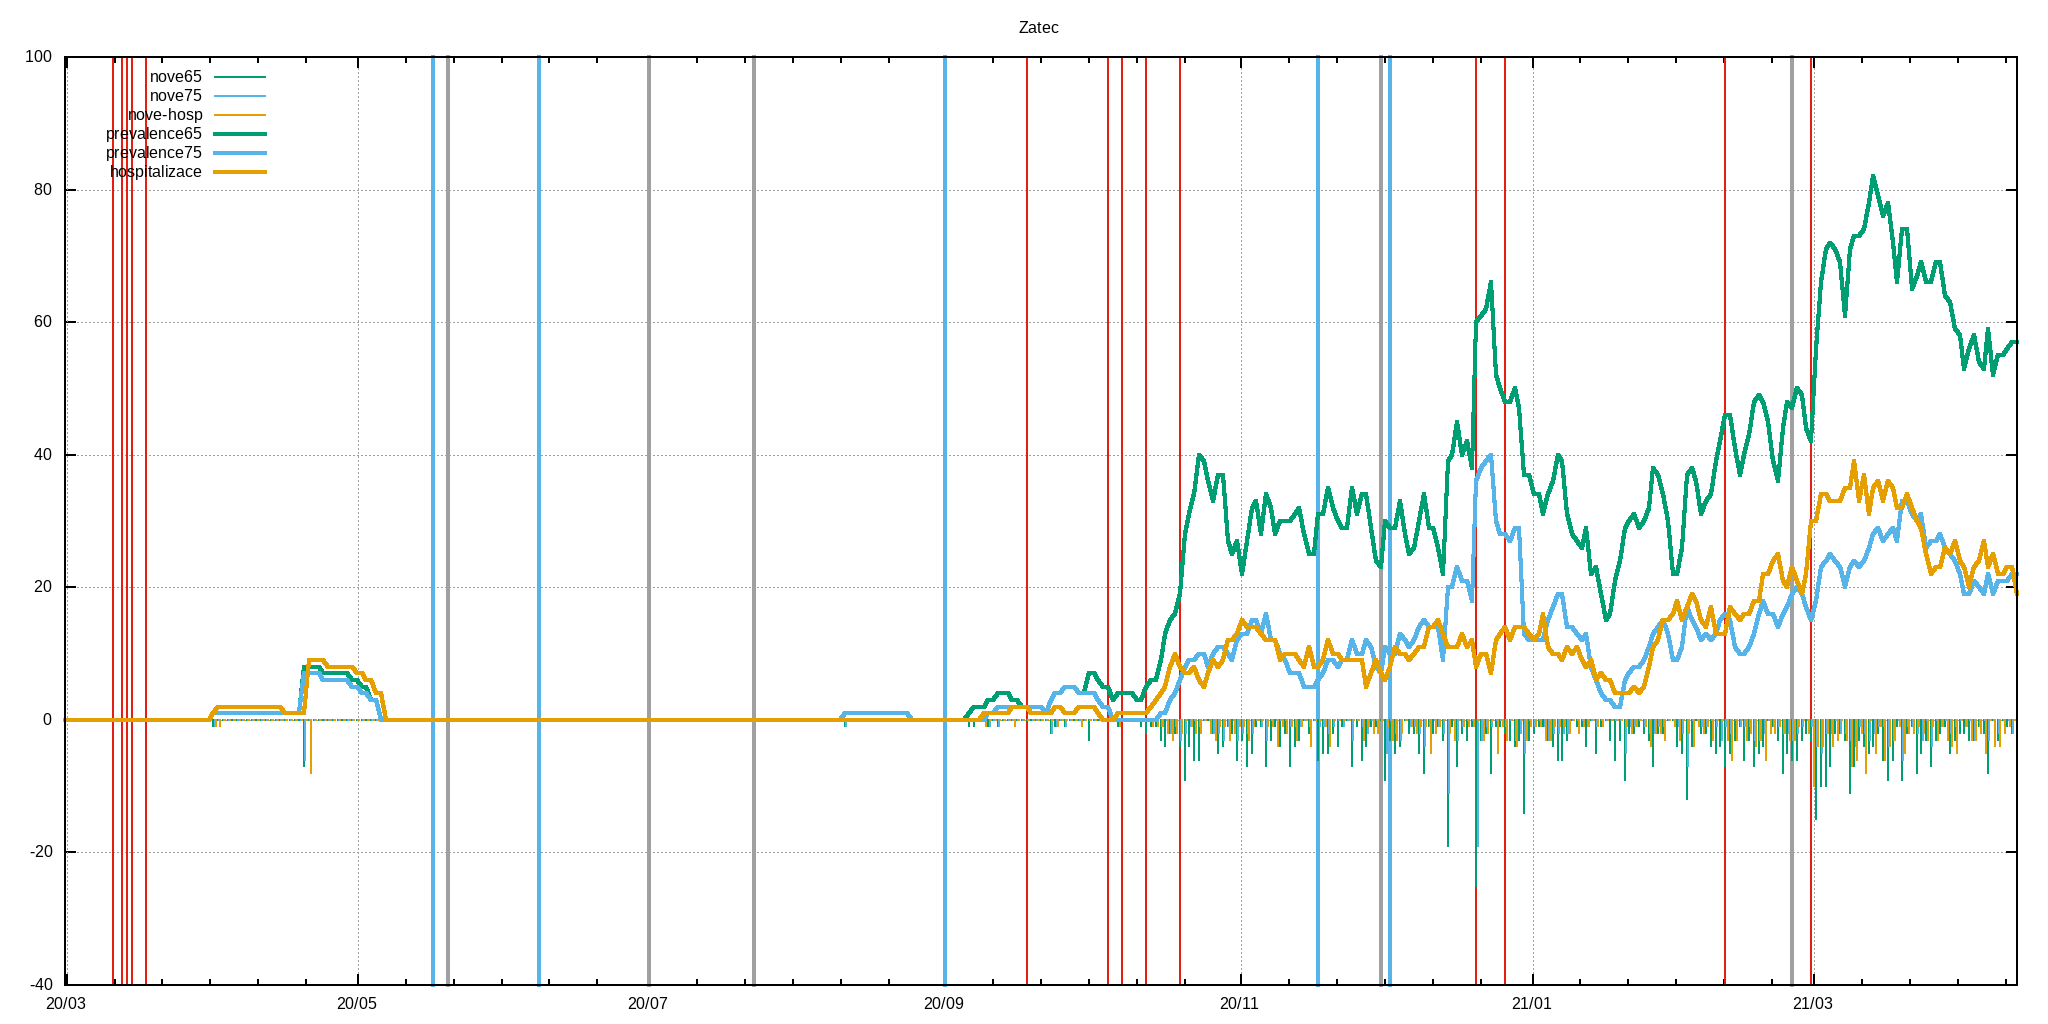 Zatec
100
nove65
nove75
nove-hosp
prevalence65
prevalence75
hospitalizace
80
60
40
20
0
-20
-40
20/03 20/05 20/07 20/09 20/11 21/01 21/03